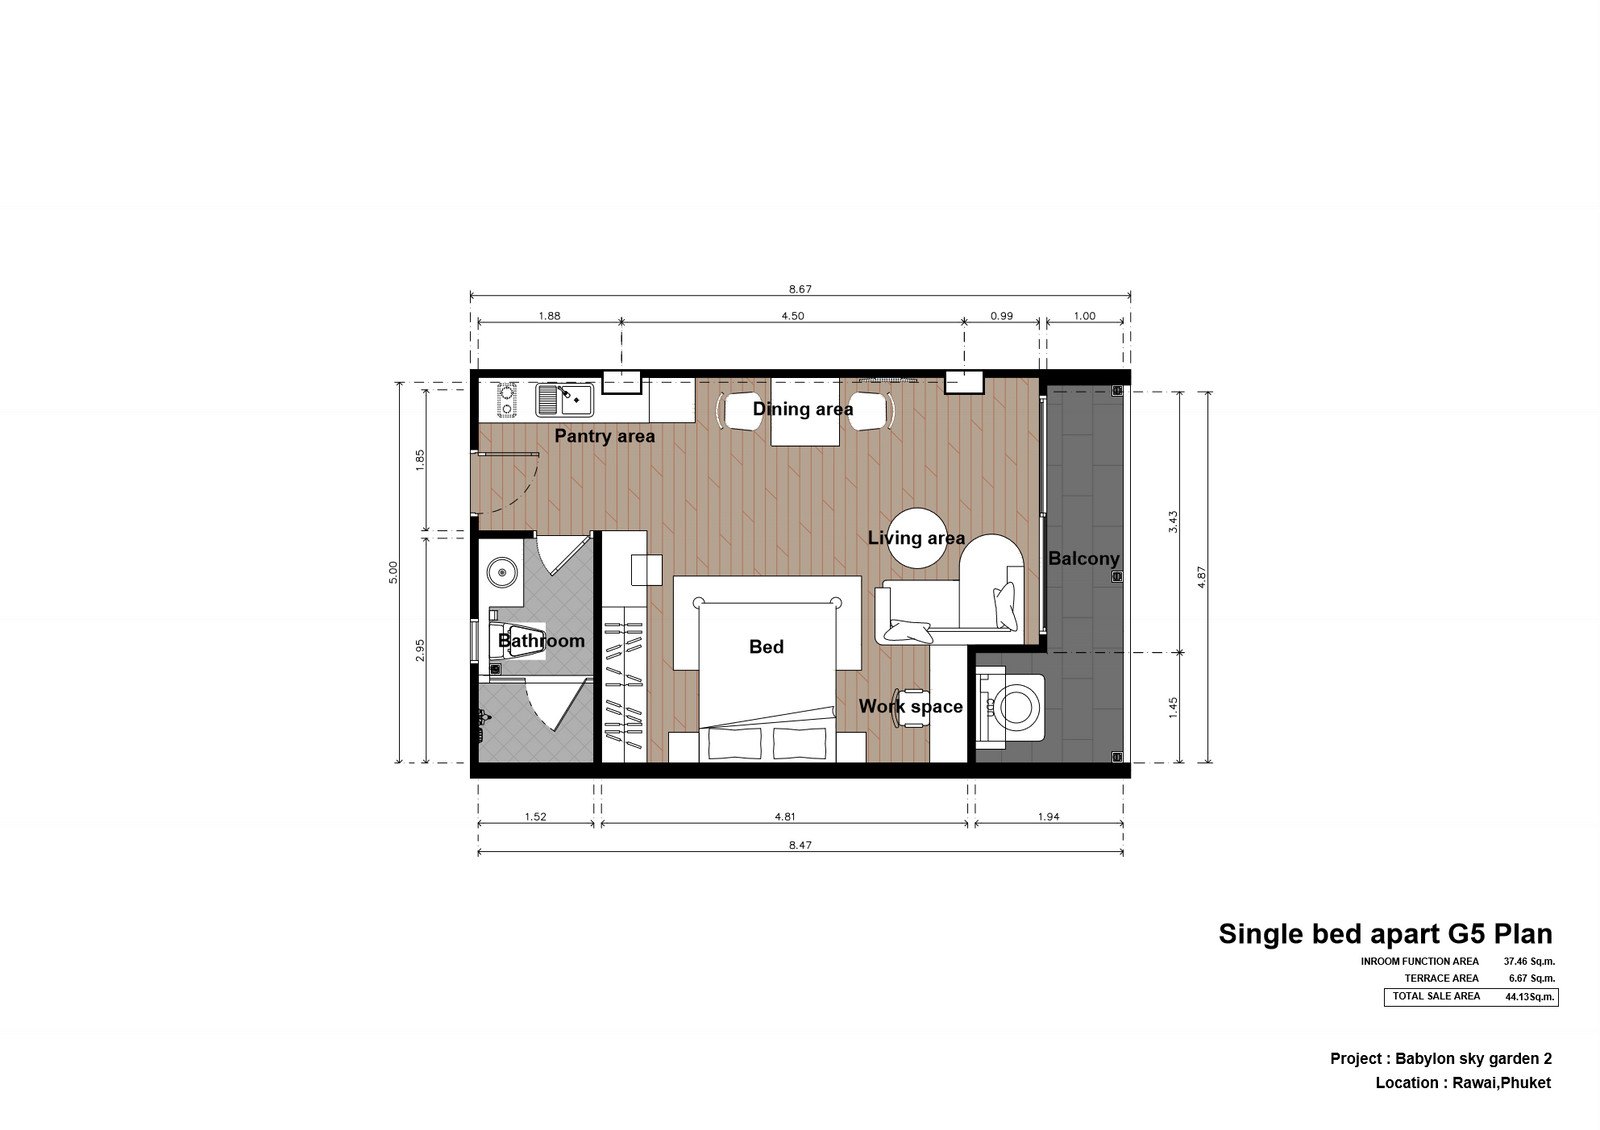 8.67
1.88 4.50 0.99 1.00
Dining area
Pantry area
1.85
3.43
Living area
Balcony
5.00
4.87
Bathroom
Bed
2.95
Work space
1.45
1.52 4.81 1.94
8.47
Single bed apart G5 Plan
INROOM FUNCTION AREA 37.46 Sq.m.
TERRACE AREA 6.67 Sq.m.
TOTAL SALE AREA 44.13Sq.m.
Project : Babylon sky garden 2
Location : Rawai,Phuket